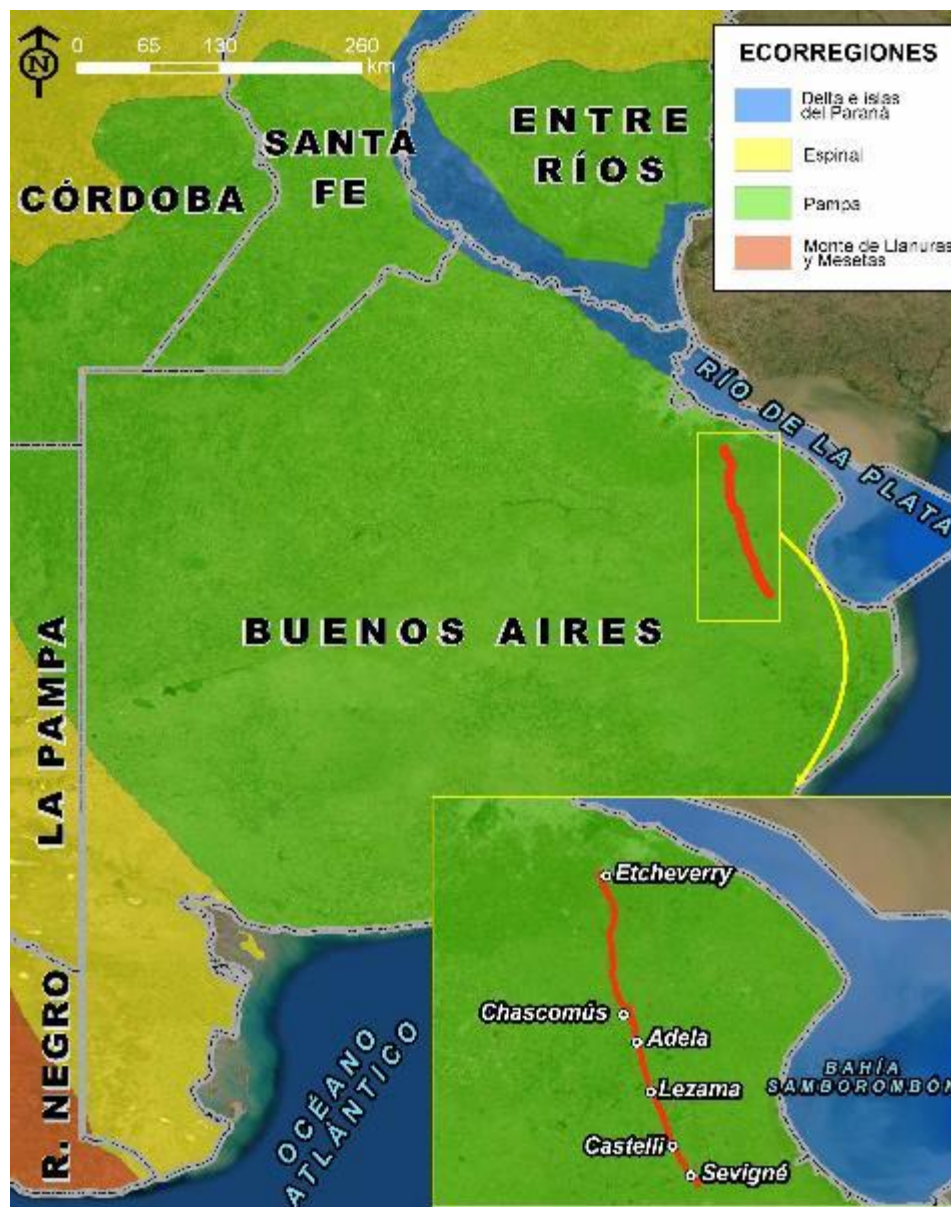 N
0 65 130 260
km
ECORREGIONES
Delta e islas
del Paraná
Espinal
Pampa
Monte de Llanuras
y Mesetas
ENTRE
RÍOS
SANTA
FE
CÓRDOBA
RÍO DE LA PLATA
BUENOS AIRES
LA PAMPA
R. NEGRO
OCÉANO
ATLÁNTICO
Etcheverry
Chascomús
Adela
Lezama
Castelli
Sevigné
BAHÍA
SAMBOROMBÓN